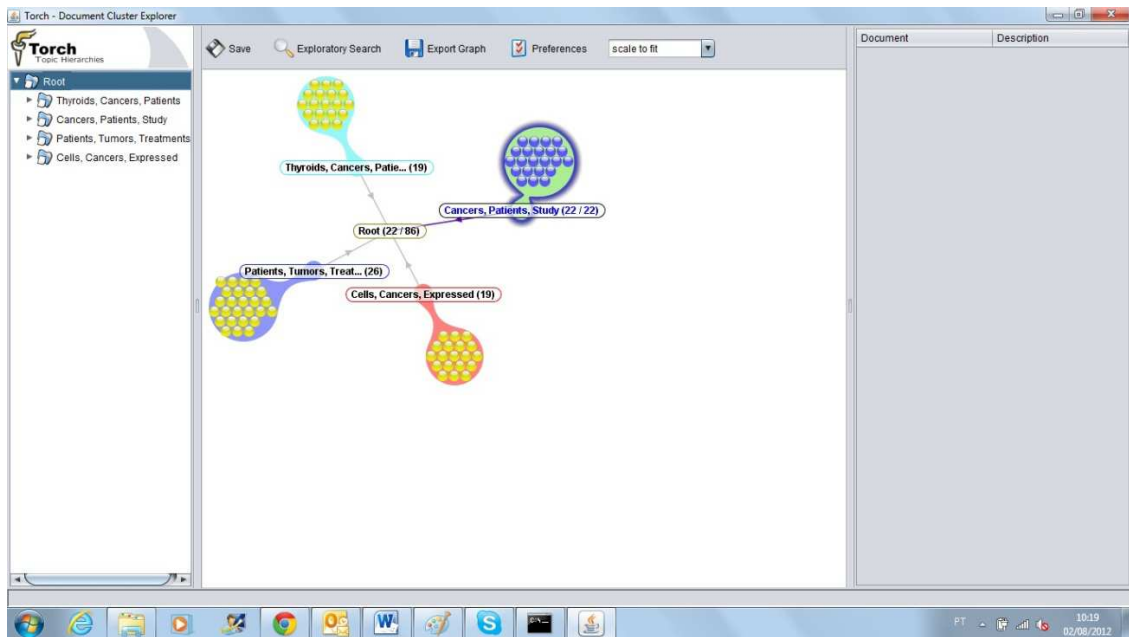 Torch - Document Cluster Explorer
Torch
Topic Hierarchies
Save Exploratory Search Export Graph Preferences scale to fit
Document Description
Root
Thyroids, Cancers, Patients
Cancers, Patients, Study
Patients, Tumors, Treatments
Cells, Cancers, Expressed
Thyroids, Cancers, Patie... (19)
Cancers, Patients, Study (22 / 22)
Root (22 / 86)
Patients, Tumors, Treat... (26)
Cells, Cancers, Expressed (19)
PT
10:19
02/08/2012